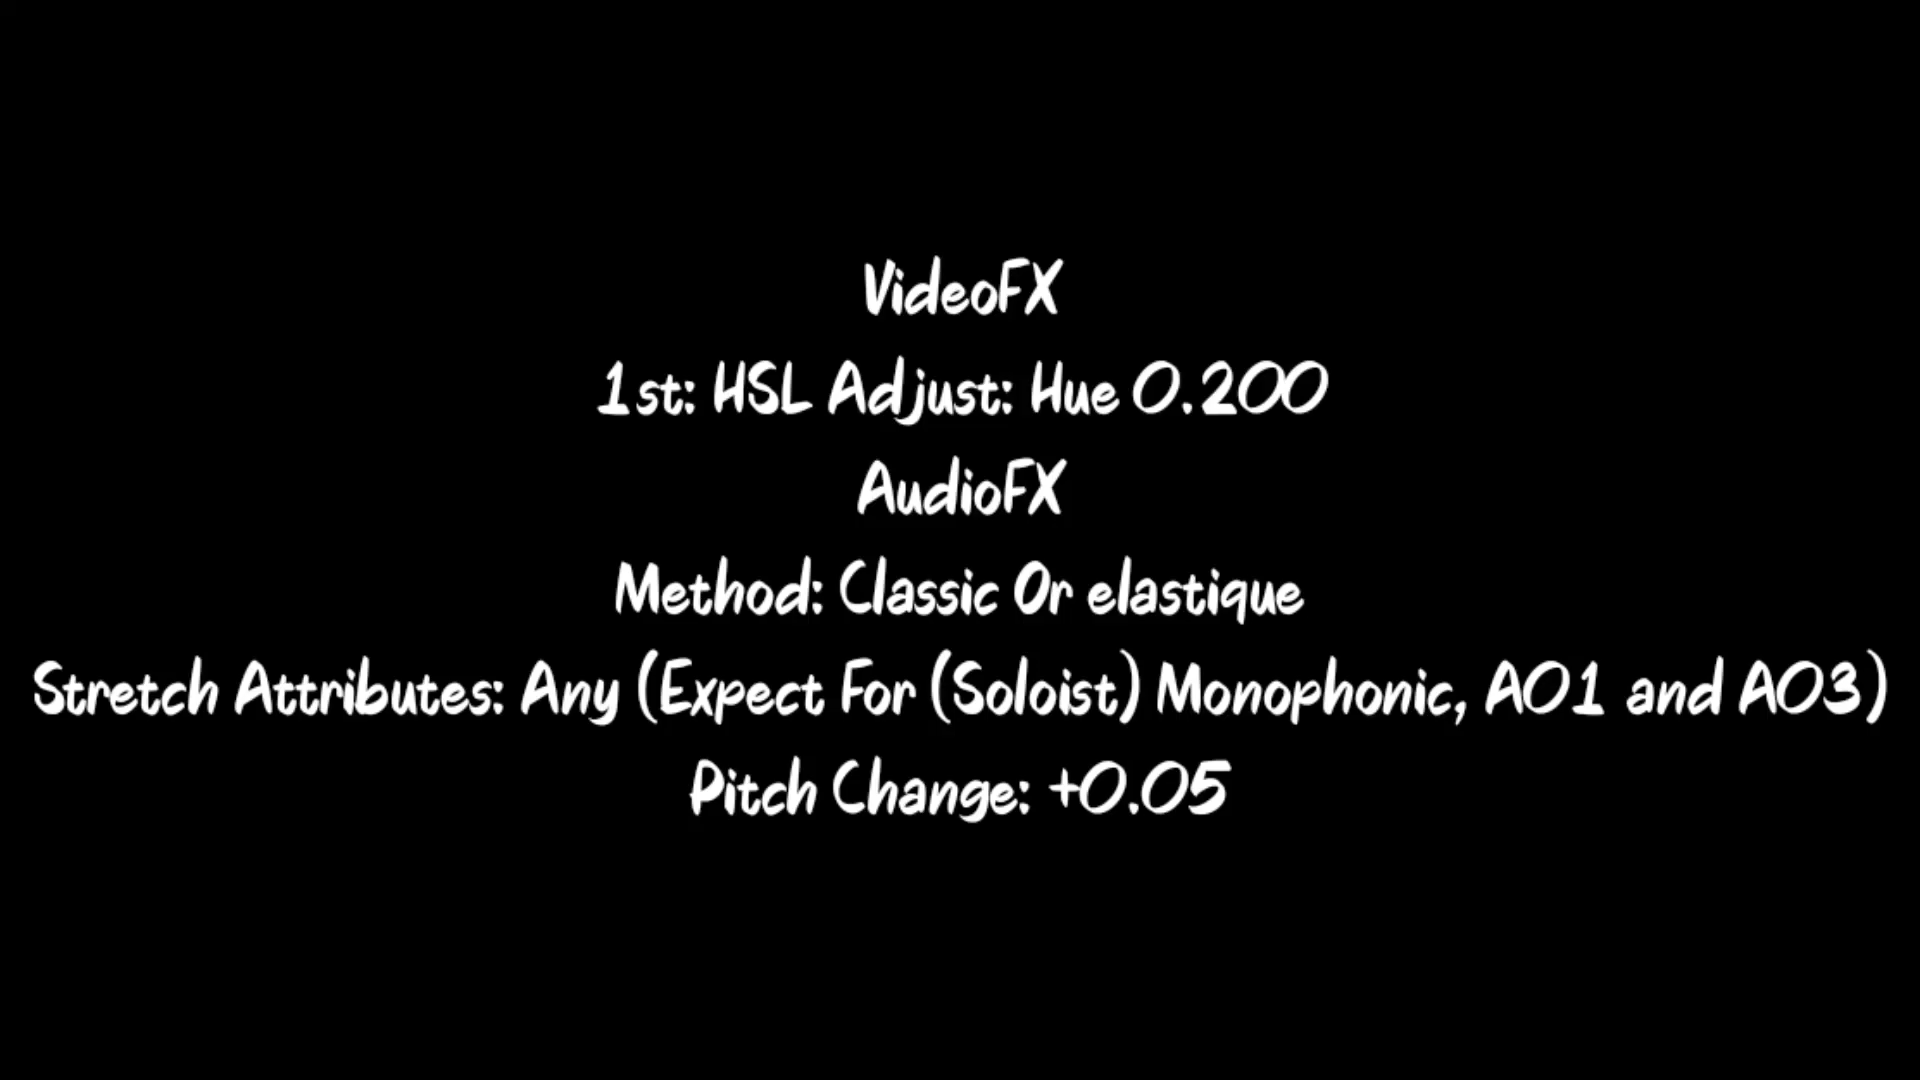 VideoFX
1st: HSL Adjust: Hue 0.200
AudioFX
Method: Classic Or elastique
Stretch Attributes: Any (Expect For (Soloist) Monophonic, A01 and A03)
Pitch Change: +0.05